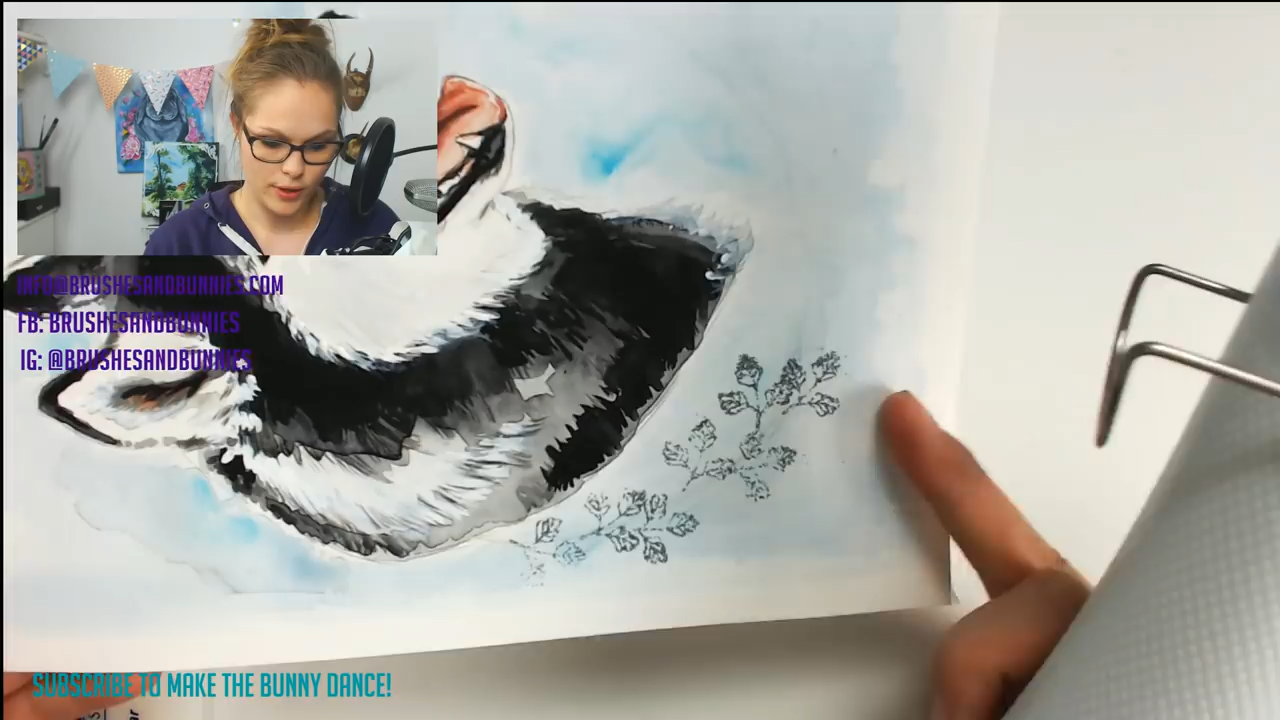 INFO@BRUSHESANDBUNNIES.COM
FB: BRUSHESANDBUNNIES
IG: @BRUSHESANDBUNNIES
SUBSCRIBE TO MAKE THE BUNNY DANCE!